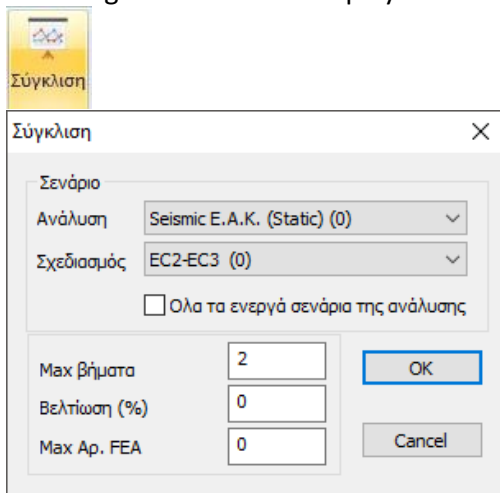 Σύγκλιση
Σύγκλιση
Σενάριο
Ανάλυση Seismic E.A.K. (Static) (0)
Σχεδιασμός EC2-EC3 (0)
Ολα τα ενεργά σενάρια της ανάλυσης
Max βήματα 2 OK
Βελτίωση (%) 0
Max Αρ. FEA 0 Cancel